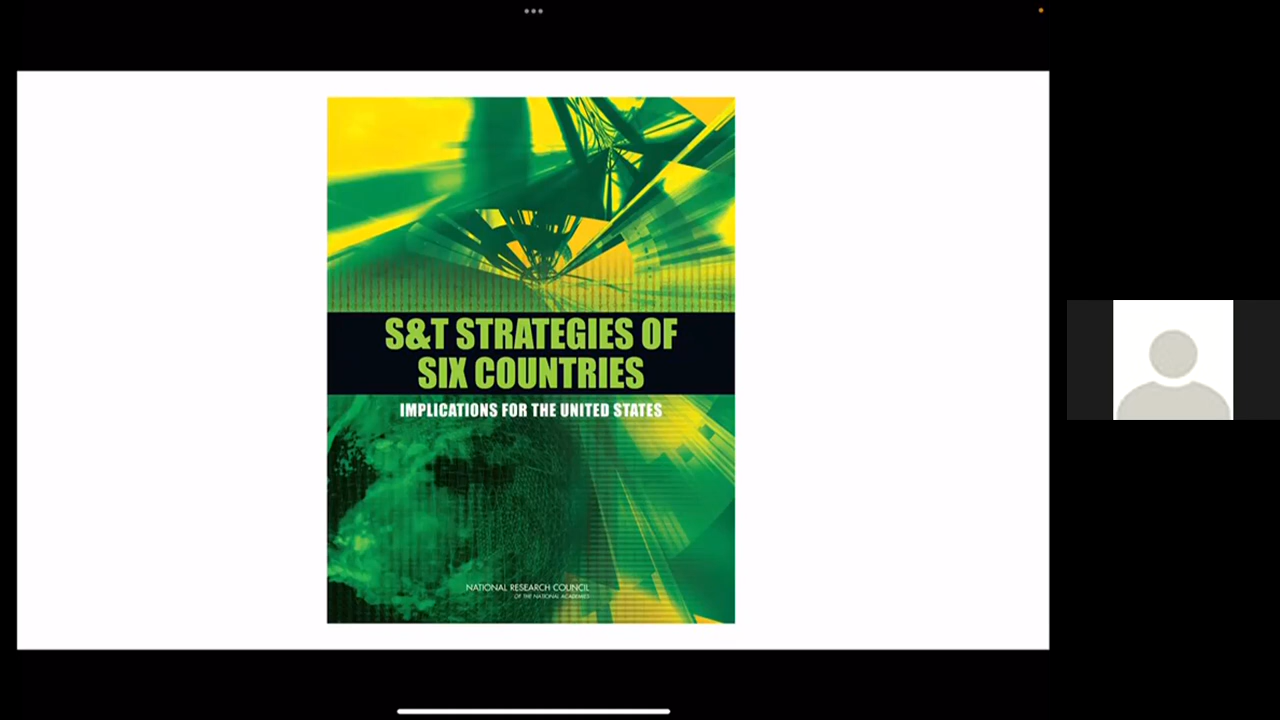 S&T STRATEGIES OF
SIX COUNTRIES
IMPLICATIONS FOR THE UNITED STATES
NATIONAL RESEARCH COUNCIL
OF THE NATIONAL ACADEMIES